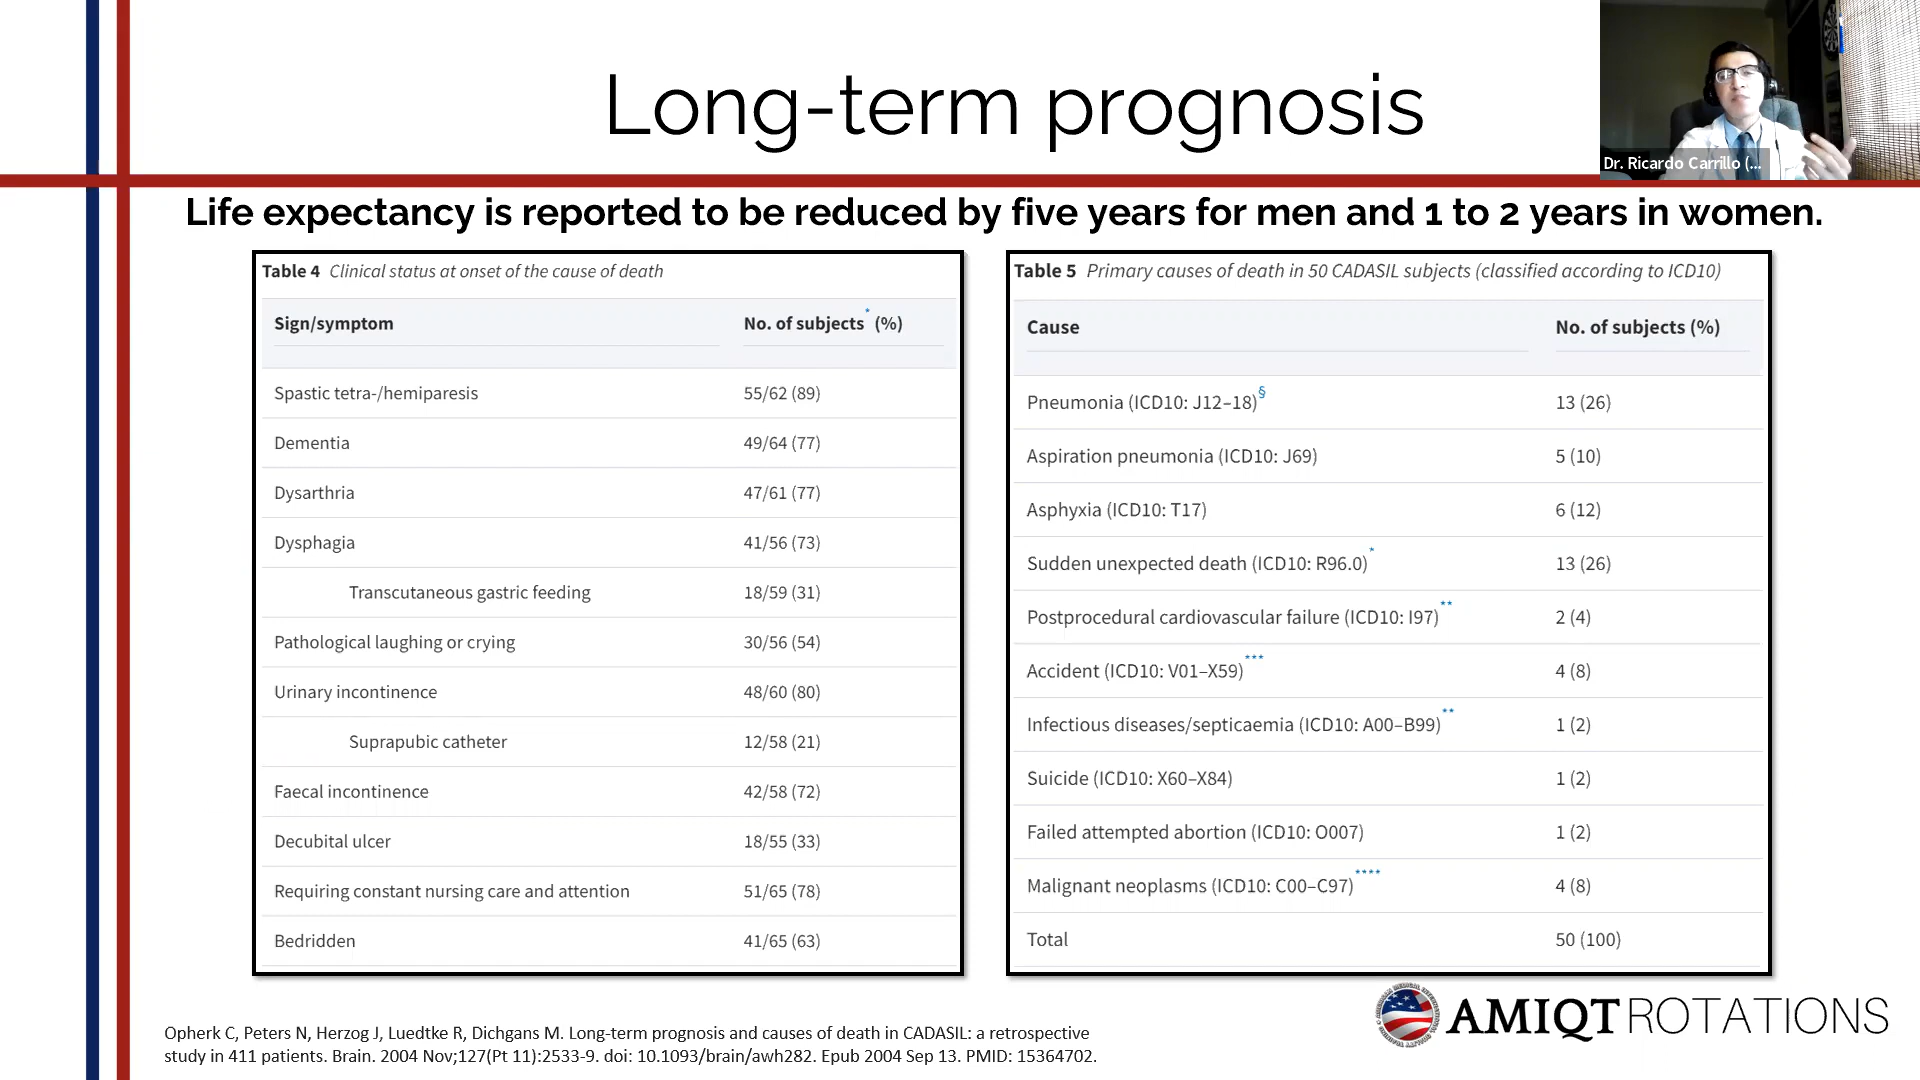 Long-term prognosis
Dr. Ricardo Carrillo (...
Life expectancy is reported to be reduced by five years for men and 1 to 2 years in women.
Table 4 Clinical status at onset of the cause of death
Sign/symptom No. of subjects* (%)
Spastic tetra-/hemiparesis 55/62 (89)
Dementia 49/64 (77)
Dysarthria 47/61 (77)
Dysphagia 41/56 (73)
Transcutaneous gastric feeding 18/59 (31)
Pathological laughing or crying 30/56 (54)
Urinary incontinence 48/60 (80)
Suprapubic catheter 12/58 (21)
Faecal incontinence 42/58 (72)
Decubital ulcer 18/55 (33)
Requiring constant nursing care and attention 51/65 (78)
Bedridden 41/65 (63)
Table 5 Primary causes of death in 50 CADASIL subjects (classified according to ICD10)
Cause No. of subjects (%)
Pneumonia (ICD10: J12–18)§ 13 (26)
Aspiration pneumonia (ICD10: J69) 5 (10)
Asphyxia (ICD10: T17) 6 (12)
Sudden unexpected death (ICD10: R96.0)* 13 (26)
Postprocedural cardiovascular failure (ICD10: I97)** 2 (4)
Accident (ICD10: V01–X59)*** 4 (8)
Infectious diseases/septicaemia (ICD10: A00–B99)** 1 (2)
Suicide (ICD10: X60–X84) 1 (2)
Failed attempted abortion (ICD10: O007) 1 (2)
Malignant neoplasms (ICD10: C00–C97)**** 4 (8)
Total 50 (100)
AMIQT ROTATIONS
Opherk C, Peters N, Herzog J, Luedtke R, Dichgans M. Long-term prognosis and causes of death in CADASIL: a retrospective
study in 411 patients. Brain. 2004 Nov;127(Pt 11):2533-9. doi: 10.1093/brain/awh282. Epub 2004 Sep 13. PMID: 15364702.